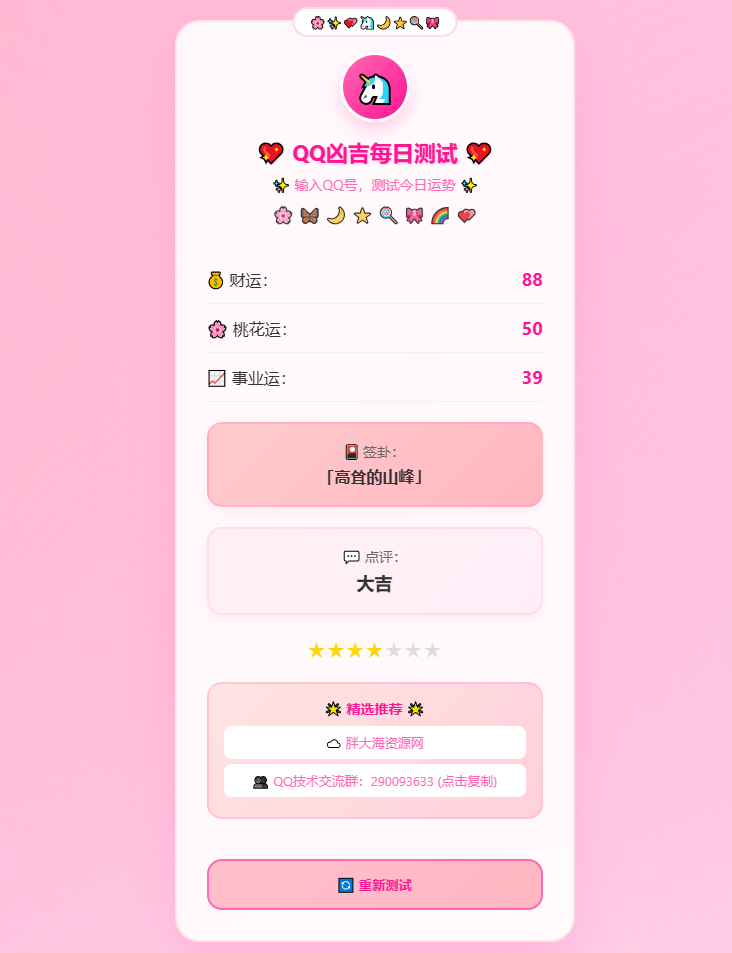 QQ凶吉每日测试
输入QQ号，测试今日运势
财运：
88
桃花运：
50
事业运：
39
签卦：
「高耸的山峰」
点评：
大吉
★★★★★★★
精选推荐
胖大海资源网
QQ技术交流群：290093633 (点击复制)
重新测试